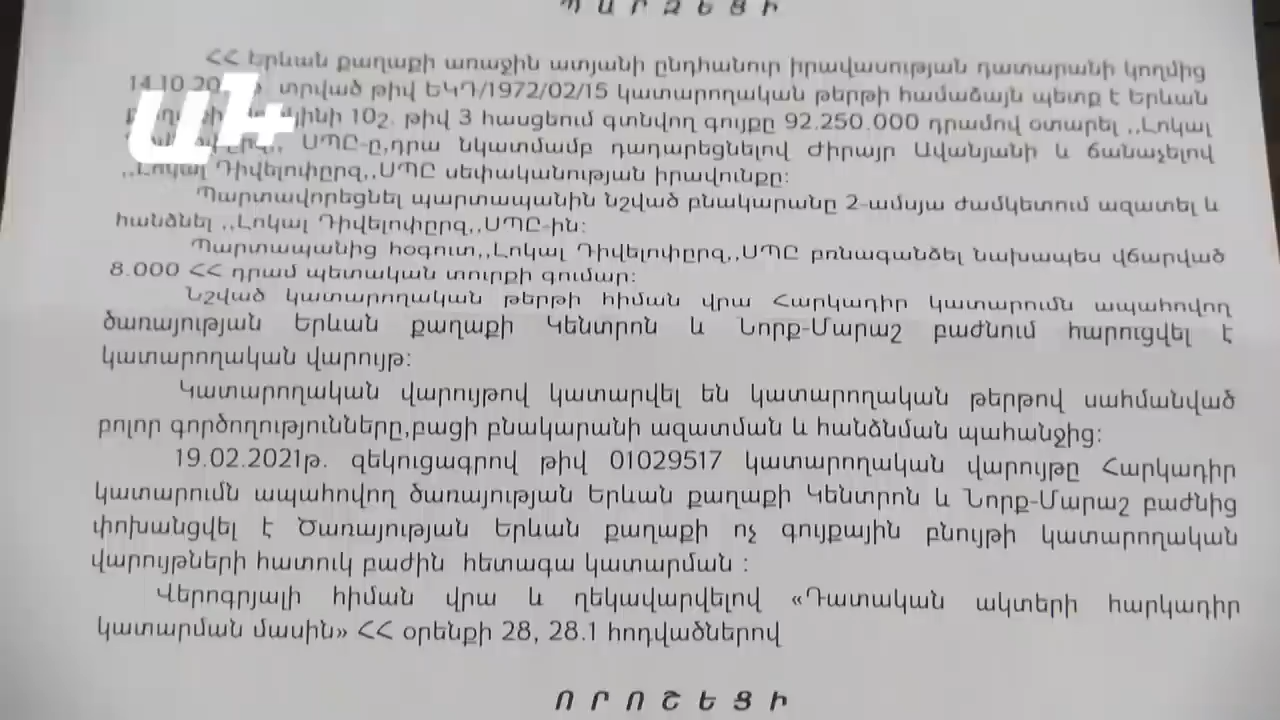 Պ Ա Ր Զ Ե Ց Ի
ՀՀ Երևան քաղաքի առաջին ատյանի ընդհանուր իրավասության դատարանի կողմից
14.10.20 տրված թիվ ԵԿԴ/1972/02/15 կատարողական թերթի համաձայն պետք է Երևան
10շ. թիվ 3 հասցեում գտնվող գույքը 92.250.000 դրամով օտարել ,,Լոկալ
ՍՊԸ-ը,դրա նկատմամբ դադարեցնելով Ժիրայր Ավանյանի և ճանաչելով
,,Լոկալ Դիվելոփըրզ,,ՍՊԸ սեփականության իրավունքը:
Պարտավորեցնել պարտապանին նշված բնակարանը 2-ամսյա ժամկետում ազատել և
հանձնել ,,Լոկալ Դիվելոփըրզ,,ՍՊԸ-ին:
Պարտապանից հօգուտ,,Լոկալ Դիվելոփըրզ,,ՍՊԸ բռնագանձել նախապես վճարված
8.000 ՀՀ դրամ պետական տուրքի գումար:
Նշված կատարողական թերթի հիման վրա Հարկադիր կատարումն ապահովող
ծառայության Երևան քաղաքի Կենտրոն և Նորք-Մարաշ բաժնում հարուցվել է
կատարողական վարույթ:
Կատարողական վարույթով կատարվել են կատարողական թերթով սահմանված
բոլոր գործողությունները,բացի բնակարանի ազատման և հանձնման պահանջից:
19.02.2021թ. զեկուցագրով թիվ 01029517 կատարողական վարույթը Հարկադիր
կատարումն ապահովող ծառայության Երևան քաղաքի Կենտրոն և Նորք-Մարաշ բաժնից
փոխանցվել է Ծառայության Երևան քաղաքի ոչ գույքային բնույթի կատարողական
վարույթների հատուկ բաժին հետագա կատարման :
Վերոգրյալի հիման վրա և ղեկավարվելով «Դատական ակտերի հարկադիր
կատարման մասին» ՀՀ օրենքի 28, 28.1 հոդվածներով
Ո Ր Ո Շ Ե Ց Ի